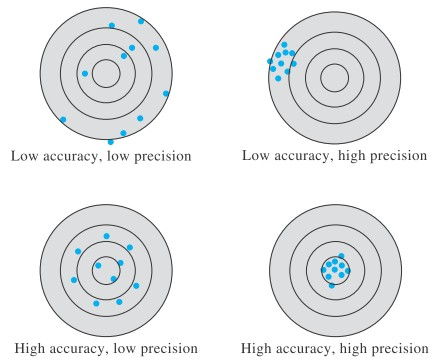 Low accuracy, low precision
Low accuracy, high precision
High accuracy, low precision
High accuracy, high precision